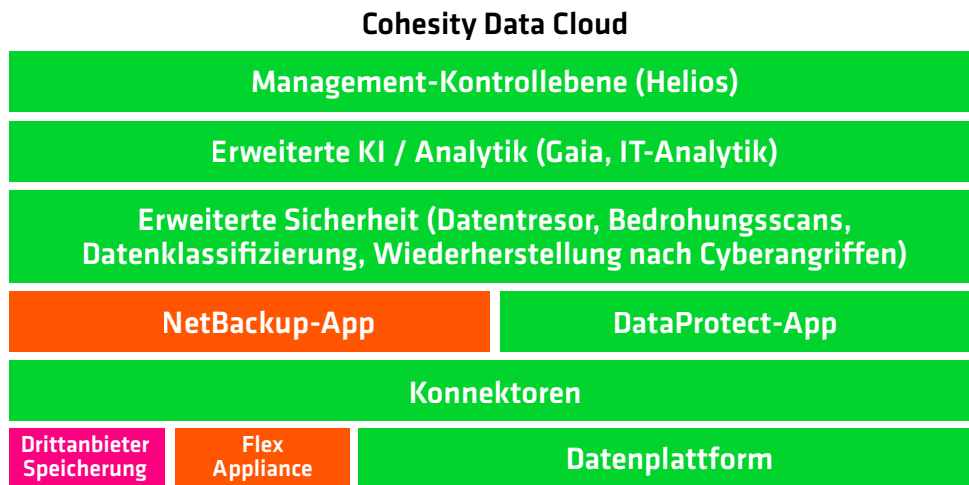 Cohesity Data Cloud
Management-Kontrollebene (Helios)
Erweiterte KI / Analytik (Gaia, IT-Analytik)
Erweiterte Sicherheit (Datentresor, Bedrohungsscans,
Datenklassifizierung, Wiederherstellung nach Cyberangriffen)
NetBackup-App
DataProtect-App
Konnektoren
Drittanbieter
Speicherung
Flex
Appliance
Datenplattform